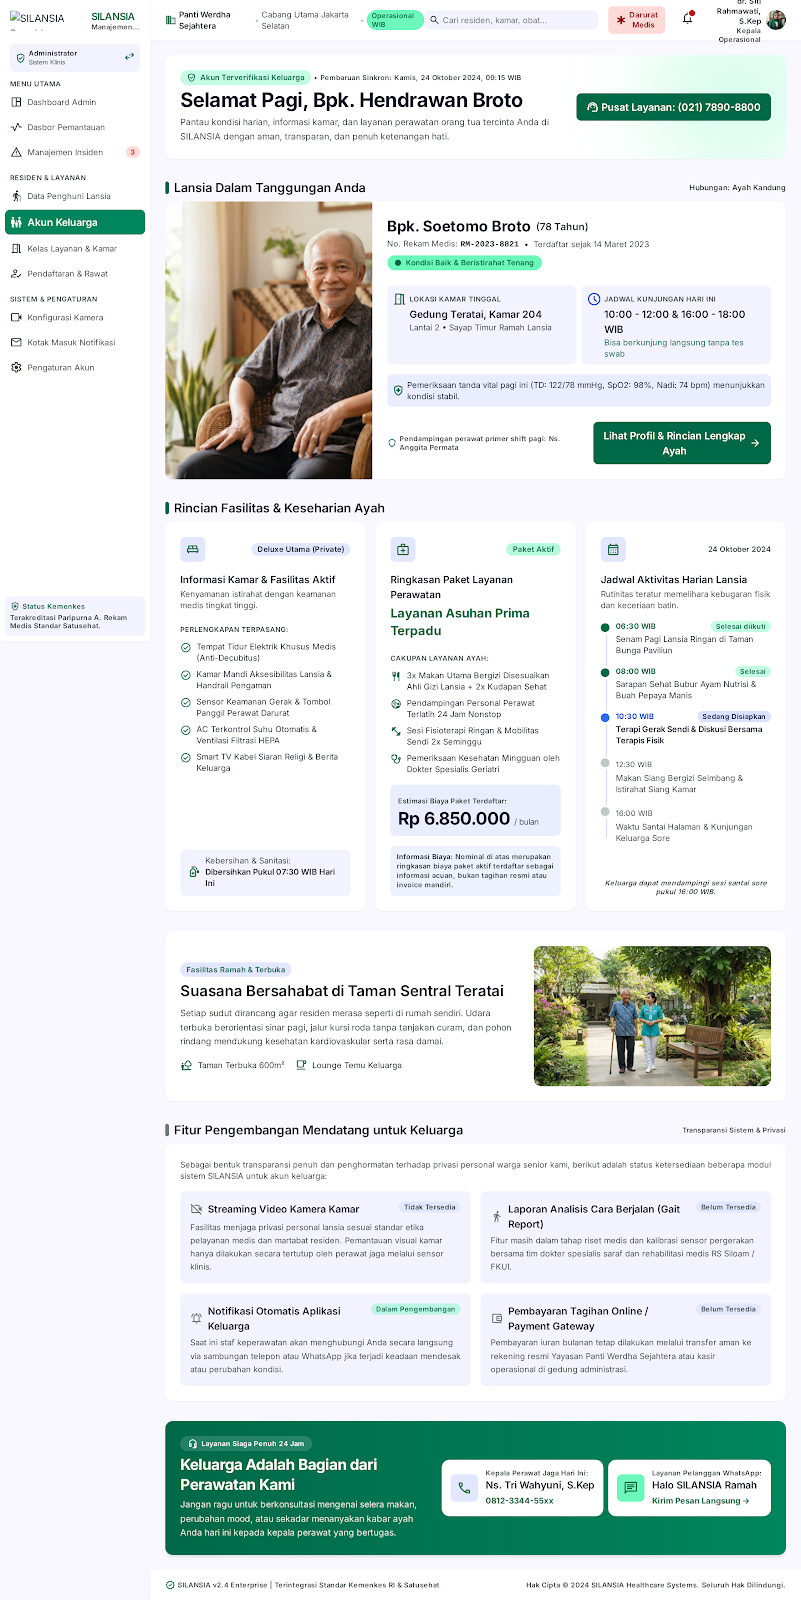 SILANSIA
SILANSIA
Manajemen...
Administrator
Sistem Klinis
MENU UTAMA
Dashboard Admin
Dasbor Pemantauan
Manajemen Insiden
3
RESIDEN & LAYANAN
Data Penghuni Lansia
Akun Keluarga
Kelas Layanan & Kamar
Pendaftaran & Rawat
SISTEM & PENGATURAN
Konfigurasi Kamera
Kotak Masuk Notifikasi
Pengaturan Akun
Status Kemenkes
Terakreditasi Paripurna A. Rekam
Medis Standar Satusehat.
Panti Werdha
Sejahtera
• Cabang Utama Jakarta
Selatan
•
Operasional
WIB
Cari residen, kamar, obat...
Darurat
Medis
dr. Siti
Rahmawati,
S.Kep
Kepala
Operasional
Akun Terverifikasi Keluarga
• Pembaruan Sinkron: Kamis, 24 Oktober 2024, 09:15 WIB
Selamat Pagi, Bpk. Hendrawan Broto
Pantau kondisi harian, informasi kamar, dan layanan perawatan orang tua tercinta Anda di
SILANSIA dengan aman, transparan, dan penuh ketenangan hati.
Pusat Layanan: (021) 7890-8800
Lansia Dalam Tanggungan Anda
Hubungan: Ayah Kandung
Bpk. Soetomo Broto (78 Tahun)
No. Rekam Medis: RM-2023-8821 • Terdaftar sejak 14 Maret 2023
Kondisi Baik & Beristirahat Tenang
LOKASI KAMAR TINGGAL
Gedung Teratai, Kamar 204
Lantai 2 • Sayap Timur Ramah Lansia
JADWAL KUNJUNGAN HARI INI
10:00 - 12:00 & 16:00 - 18:00
WIB
Bisa berkunjung langsung tanpa tes
swab
Pemeriksaan tanda vital pagi ini (TD: 122/78 mmHg, SpO2: 98%, Nadi: 74 bpm) menunjukkan
kondisi stabil.
Pendampingan perawat primer shift pagi: Ns.
Anggita Permata
Lihat Profil & Rincian Lengkap
Ayah →
Rincian Fasilitas & Keseharian Ayah
Deluxe Utama (Private)
Informasi Kamar & Fasilitas Aktif
Kenyamanan istirahat dengan keamanan
medis tingkat tinggi.
PERLENGKAPAN TERPASANG:
Tempat Tidur Elektrik Khusus Medis
(Anti-Decubitus)
Kamar Mandi Aksesibilitas Lansia &
Handrail Pengaman
Sensor Keamanan Gerak & Tombol
Panggil Perawat Darurat
AC Terkontrol Suhu Otomatis &
Ventilasi Filtrasi HEPA
Smart TV Kabel Siaran Religi & Berita
Keluarga
Kebersihan & Sanitasi:
Dibersihkan Pukul 07:30 WIB Hari
Ini
Paket Aktif
Ringkasan Paket Layanan
Perawatan
Layanan Asuhan Prima
Terpadu
CAKUPAN LAYANAN AYAH:
3x Makan Utama Bergizi Disesuaikan
Ahli Gizi Lansia + 2x Kudapan Sehat
Pendampingan Personal Perawat
Terlatih 24 Jam Nonstop
Sesi Fisioterapi Ringan & Mobilitas
Sendi 2x Seminggu
Pemeriksaan Kesehatan Mingguan oleh
Dokter Spesialis Geriatri
Estimasi Biaya Paket Terdaftar:
Rp 6.850.000 / bulan
Informasi Biaya: Nominal di atas merupakan
ringkasan biaya paket aktif terdaftar sebagai
informasi acuan, bukan tagihan resmi atau
invoice mandiri.
24 Oktober 2024
Jadwal Aktivitas Harian Lansia
Rutinitas teratur memelihara kebugaran fisik
dan keceriaan batin.
06:30 WIB
Selesai diikuti
Senam Pagi Lansia Ringan di Taman
Bunga Paviliun
08:00 WIB
Selesai
Sarapan Sehat Bubur Ayam Nutrisi &
Buah Pepaya Manis
10:30 WIB
Sedang Disiapkan
Terapi Gerak Sendi & Diskusi Bersama
Terapis Fisik
12:30 WIB
Makan Siang Bergizi Seimbang &
Istirahat Siang Kamar
16:00 WIB
Waktu Santai Halaman & Kunjungan
Keluarga Sore
Keluarga dapat mendampingi sesi santai sore
pukul 16:00 WIB.
Fasilitas Ramah & Terbuka
Suasana Bersahabat di Taman Sentral Teratai
Setiap sudut dirancang agar residen merasa seperti di rumah sendiri. Udara
terbuka berorientasi sinar pagi, jalur kursi roda tanpa tanjakan curam, dan pohon
rindang mendukung kesehatan kardiovaskular serta rasa damai.
Taman Terbuka 600m²
Lounge Temu Keluarga
Fitur Pengembangan Mendatang untuk Keluarga
Transparansi Sistem & Privasi
Sebagai bentuk transparansi penuh dan penghormatan terhadap privasi personal warga senior kami, berikut adalah status ketersediaan beberapa modul
sistem SILANSIA untuk akun keluarga:
Streaming Video Kamera Kamar
Tidak Tersedia
Fasilitas menjaga privasi personal lansia sesuai standar etika
pelayanan medis dan martabat residen. Pemantauan visual kamar
hanya dilakukan secara tertutup oleh perawat jaga melalui sensor
klinis.
Laporan Analisis Cara Berjalan (Gait
Report)
Belum Tersedia
Fitur masih dalam tahap riset medis dan kalibrasi sensor pergerakan
bersama tim dokter spesialis saraf dan rehabilitasi medis RS Siloam /
FKUI.
Notifikasi Otomatis Aplikasi
Keluarga
Dalam Pengembangan
Saat ini staf keperawatan akan menghubungi Anda secara langsung
via sambungan telepon atau WhatsApp jika terjadi keadaan mendesak
atau perubahan kondisi.
Pembayaran Tagihan Online /
Payment Gateway
Belum Tersedia
Pembayaran iuran bulanan tetap dilakukan melalui transfer aman ke
rekening resmi Yayasan Panti Werdha Sejahtera atau kasir
operasional di gedung administrasi.
Layanan Siaga Penuh 24 Jam
Keluarga Adalah Bagian dari
Perawatan Kami
Jangan ragu untuk berkonsultasi mengenai selera makan,
perubahan mood, atau sekadar menanyakan kabar ayah
Anda hari ini kepada kepala perawat yang bertugas.
Kepala Perawat Jaga Hari Ini:
Ns. Tri Wahyuni, S.Kep
0812-3344-55xx
Layanan Pelanggan WhatsApp:
Halo SILANSIA Ramah
Kirim Pesan Langsung →
SILANSIA v2.4 Enterprise | Terintegrasi Standar Kemenkes RI & Satusehat
Hak Cipta © 2024 SILANSIA Healthcare Systems. Seluruh Hak Dilindungi.